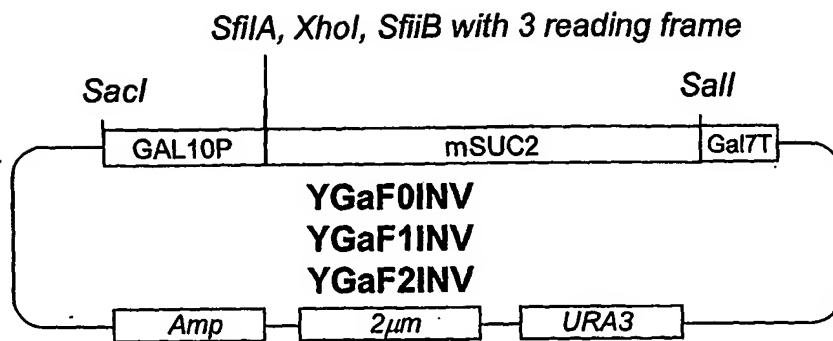 SfiIA, XhoI, SfiiB with 3 reading frame
SacI SalI
GAL10P mSUC2 Gal7T
YGaF0INV
YGaF1INV
YGaF2INV
Amp 2μm URA3